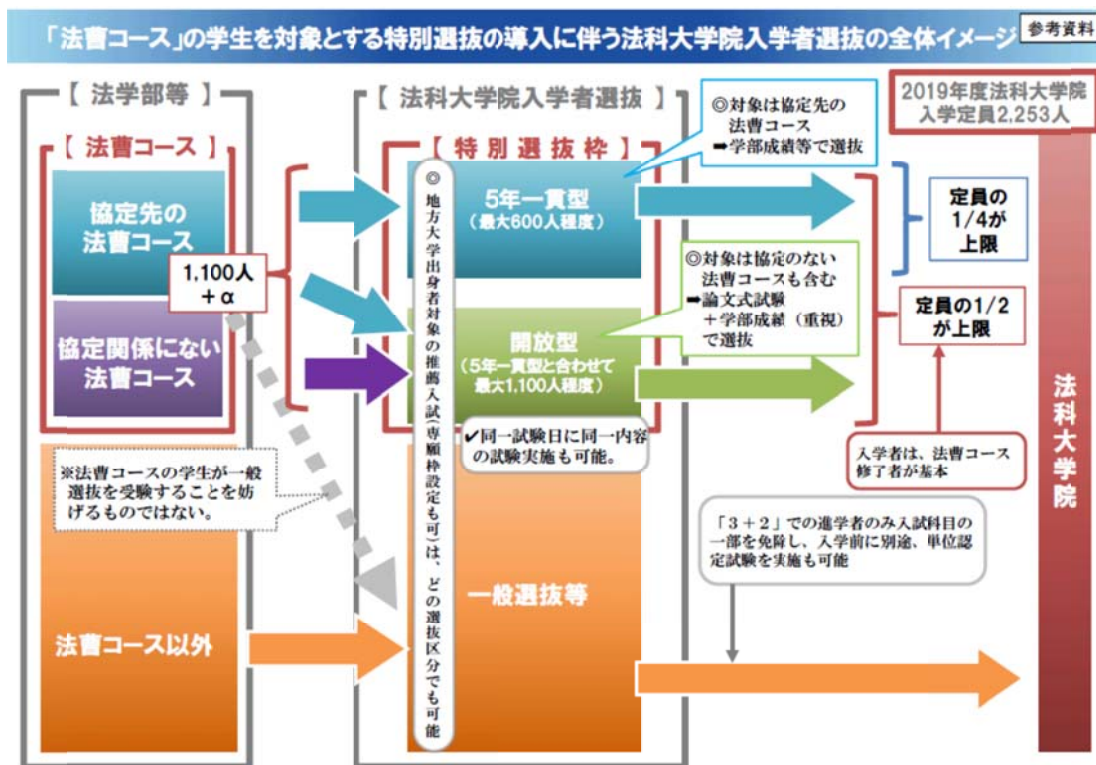 「法曹コース」の学生を対象とする特別選抜の導入に伴う法科大学院入学者選抜の全体イメージ
参考資料
【 法学部等 】
【 法曹コース 】
協定先の
法曹コース
1,100人
+α
協定関係にない
法曹コース
※法曹コースの学生が一般
選抜を受験することを妨
げるものではない。
法曹コース以外
【 法科大学院入学者選抜 】
【 特別選抜枠 】
◎地方大学出身者対象の推薦入試(専願枠設定も可)は、どの選抜区分でも可能
5年一貫型
(最大600人程度)
開放型
(5年一貫型と合わせて
最大1,100人程度)
✓同一試験日に同一内容
の試験実施も可能。
一般選抜等
◎対象は協定先の
法曹コース
➡学部成績等で選抜
◎対象は協定のない
法曹コースも含む
➡論文式試験
+学部成績(重視)
で選抜
2019年度法科大学院
入学定員2,253人
定員の
1/4が
上限
定員の1/2
が上限
入学者は、法曹コース
修了者が基本
「3+2」での進学者のみ入試科目の
一部を免除し、入学前に別途、単位認
定試験を実施も可能
法科大学院